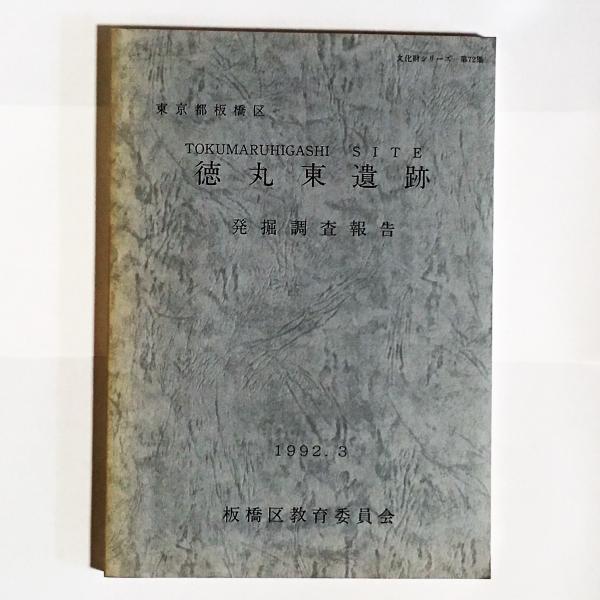 文化財シリーズ 第72集
東京都板橋区
TOKUMARUHIGASHI SITE
徳丸東遺跡
発掘調査報告
1992.3
板橋区教育委員会